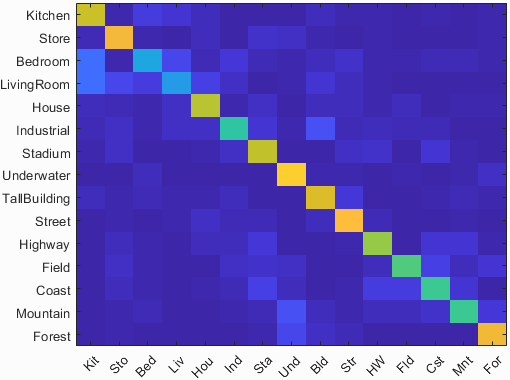 Kitchen
Store
Bedroom
LivingRoom
House
Industrial
Stadium
Underwater
TallBuilding
Street
Highway
Field
Coast
Mountain
Forest
Kit Sto Bed Liv Hou Ind Sta Und Bld Str HW Fld Cst Mnt For